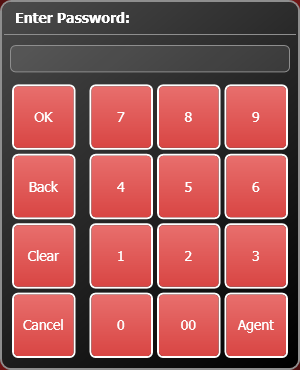 Enter Password:
OK 7 8 9
Back 4 5 6
Clear 1 2 3
Cancel 0 00 Agent